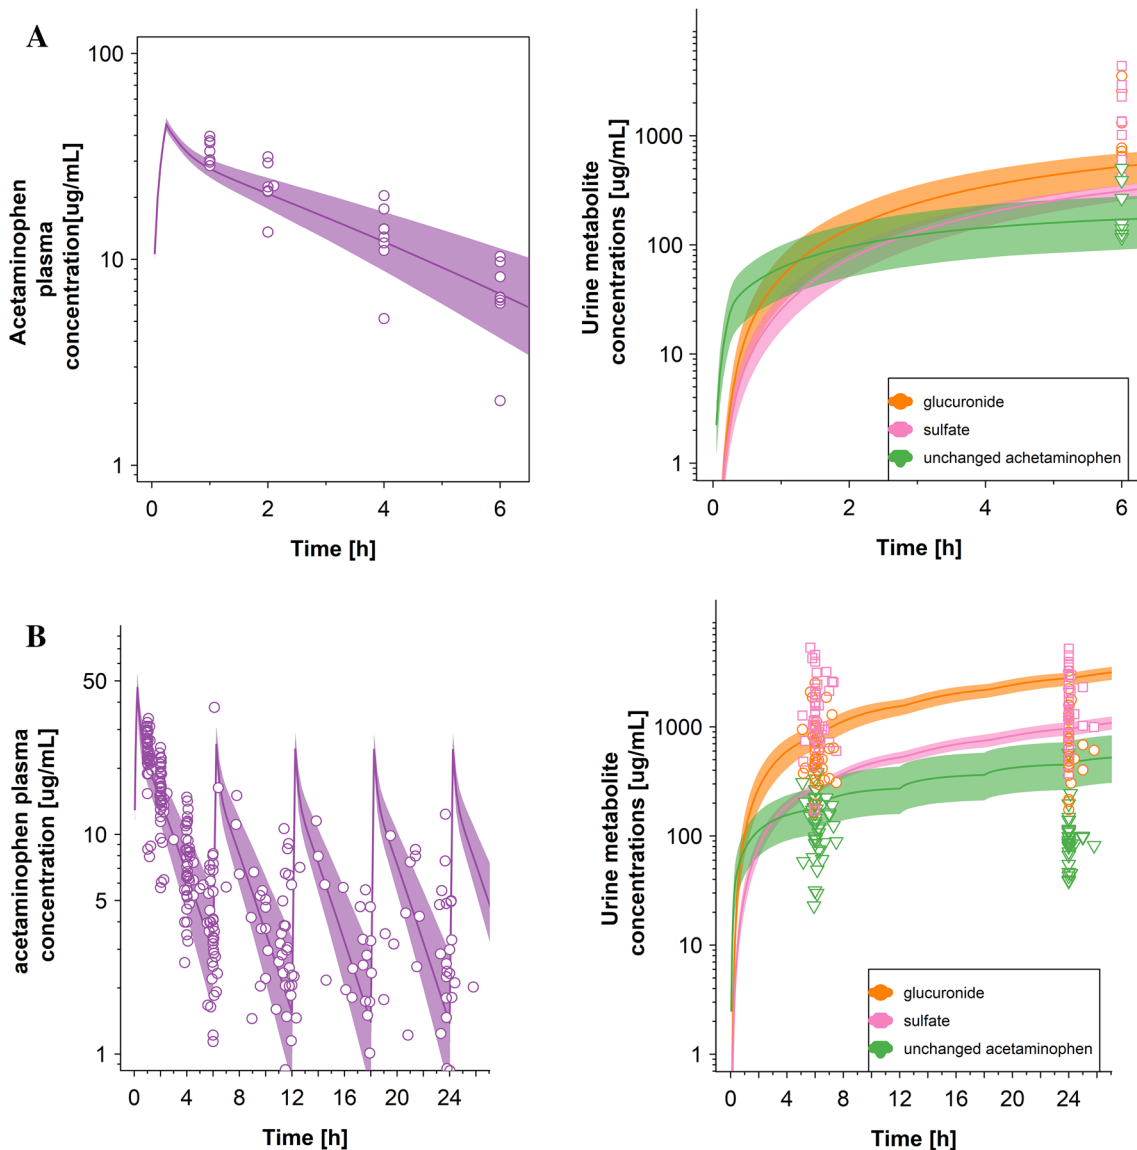 A
Acetaminophen
plasma
concentration[ug/mL]
100
10
1
0 2 4 6
Time [h]
Urine metabolite
concentrations [ug/mL]
1000
100
10
1
glucuronide
sulfate
unchanged achetaminophen
0 2 4 6
Time [h]
B
acetaminophen plasma
concentration [ug/mL]
50
10
5
1
0 4 8 12 16 20 24
Time [h]
Urine metabolite
concentrations [ug/mL]
1000
100
10
1
glucuronide
sulfate
unchanged acetaminophen
0 4 8 12 16 20 24
Time [h]